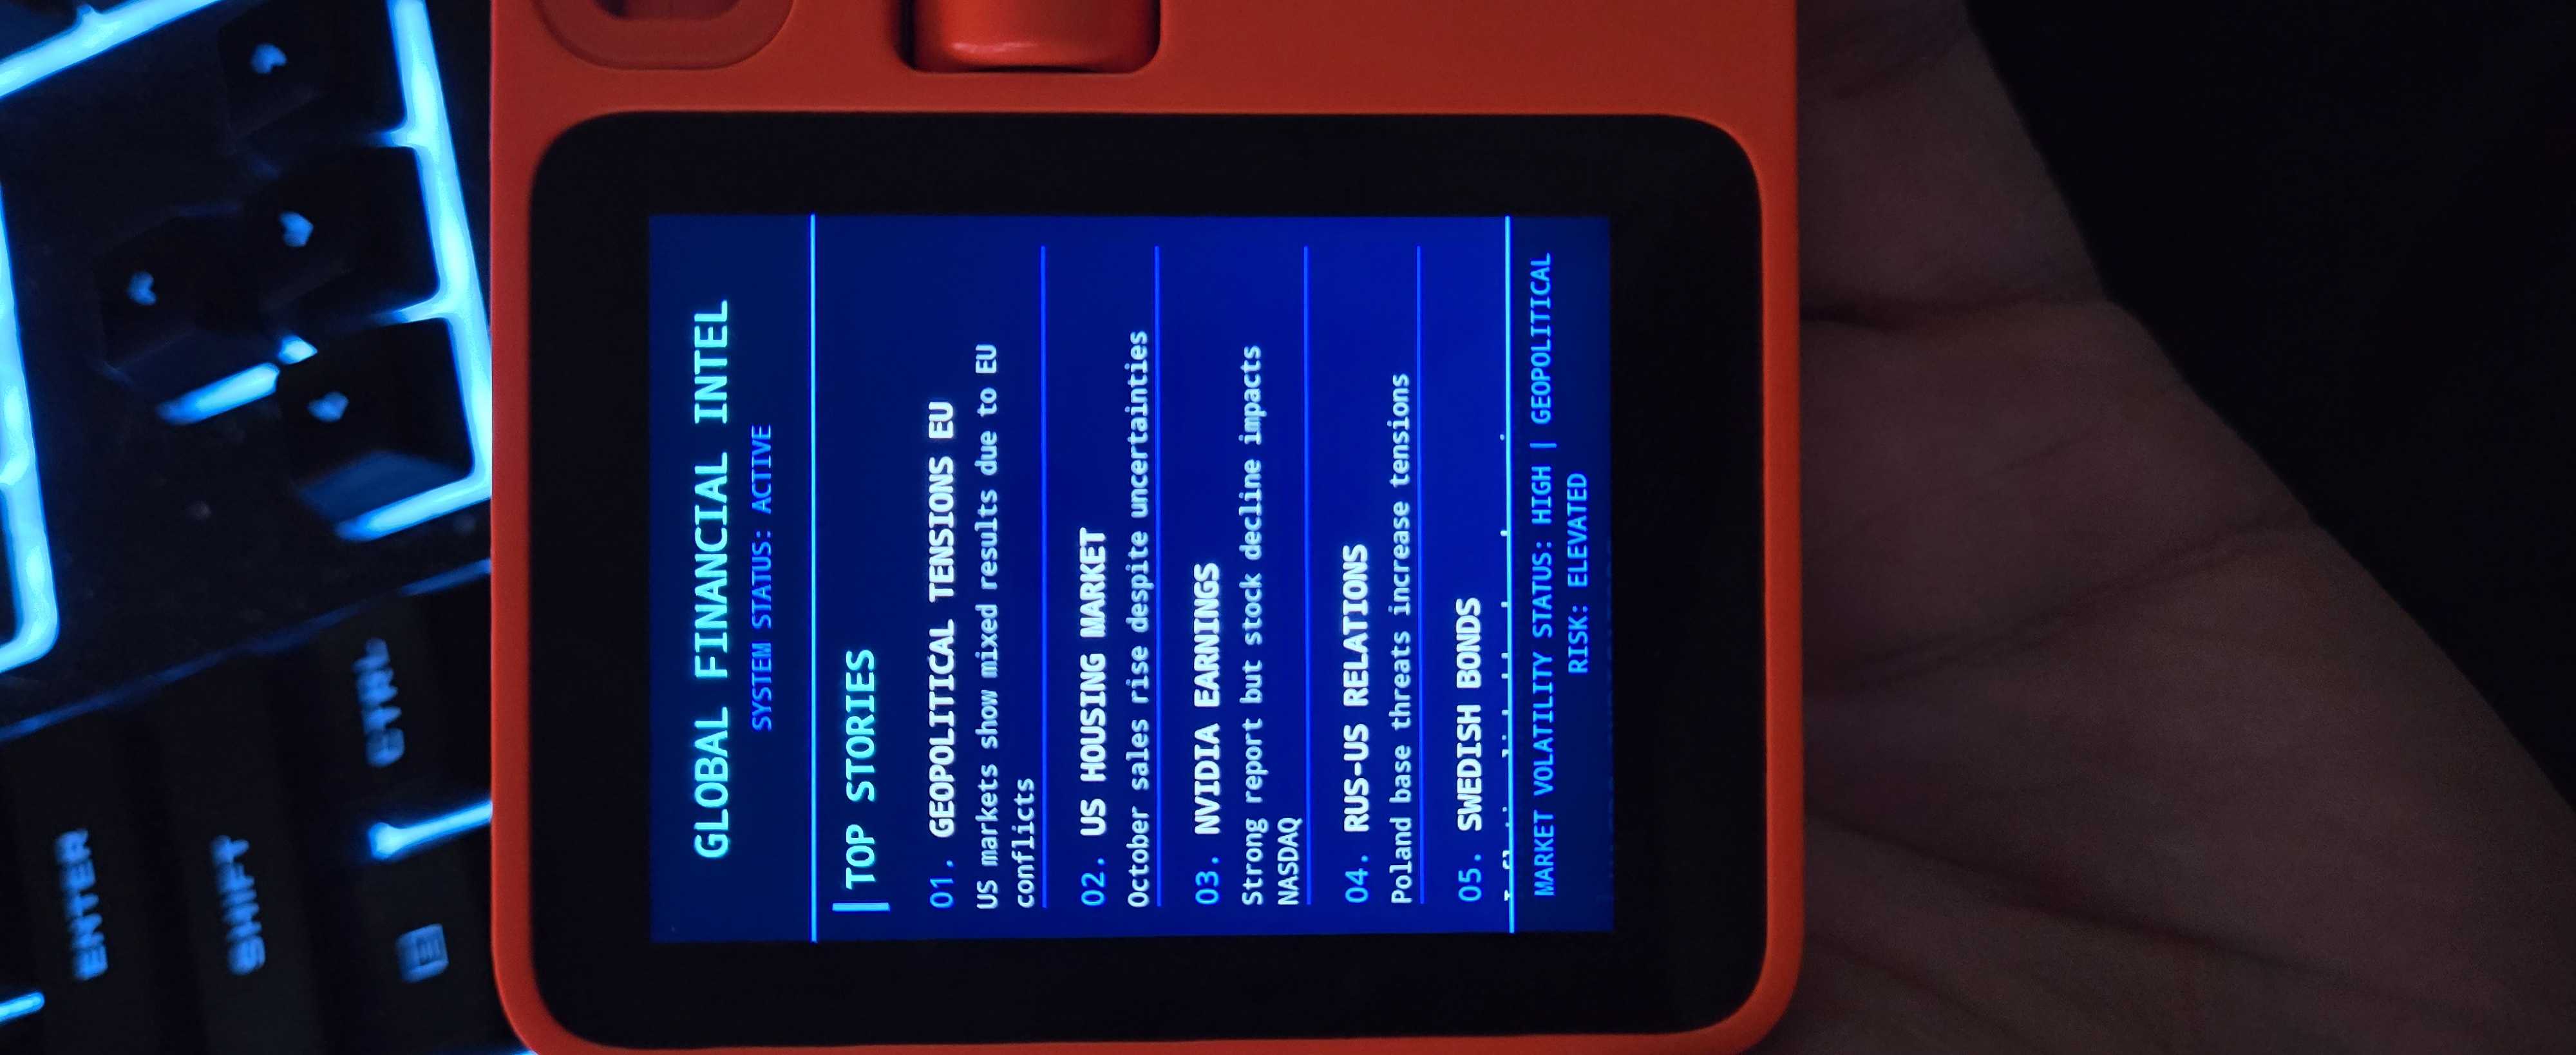 GLOBAL FINANCIAL INTEL
SYSTEM STATUS: ACTIVE
TOP STORIES
01. GEOPOLITICAL TENSIONS EU
US markets show mixed results due to EU
conflicts
02. US HOUSING MARKET
October sales rise despite uncertainties
03. NVIDIA EARNINGS
Strong report but stock decline impacts
NASDAQ
04. RUS-US RELATIONS
Poland base threats increase tensions
05. SWEDISH BONDS
MARKET VOLATILITY STATUS: HIGH | GEOPOLITICAL
RISK: ELEVATED
ENTER
SHIFT
CTRL